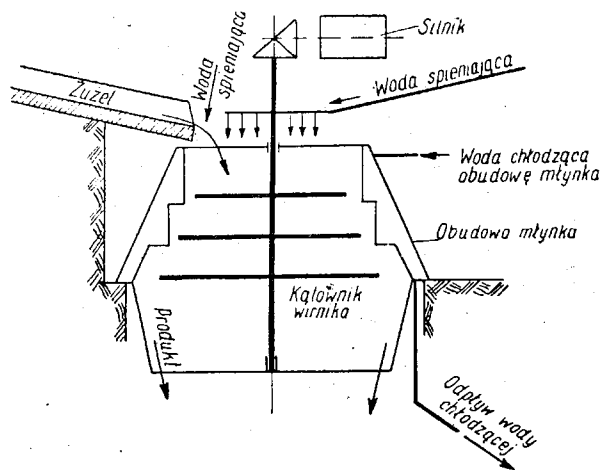 Silnik
Woda
spieniająca
Woda spieniająca
Żużel
Woda chłodząca
obudowę młynka
Obudowa młynka
Kątownik
wirnika
Produkt
Odpływ wody
chłodzącej